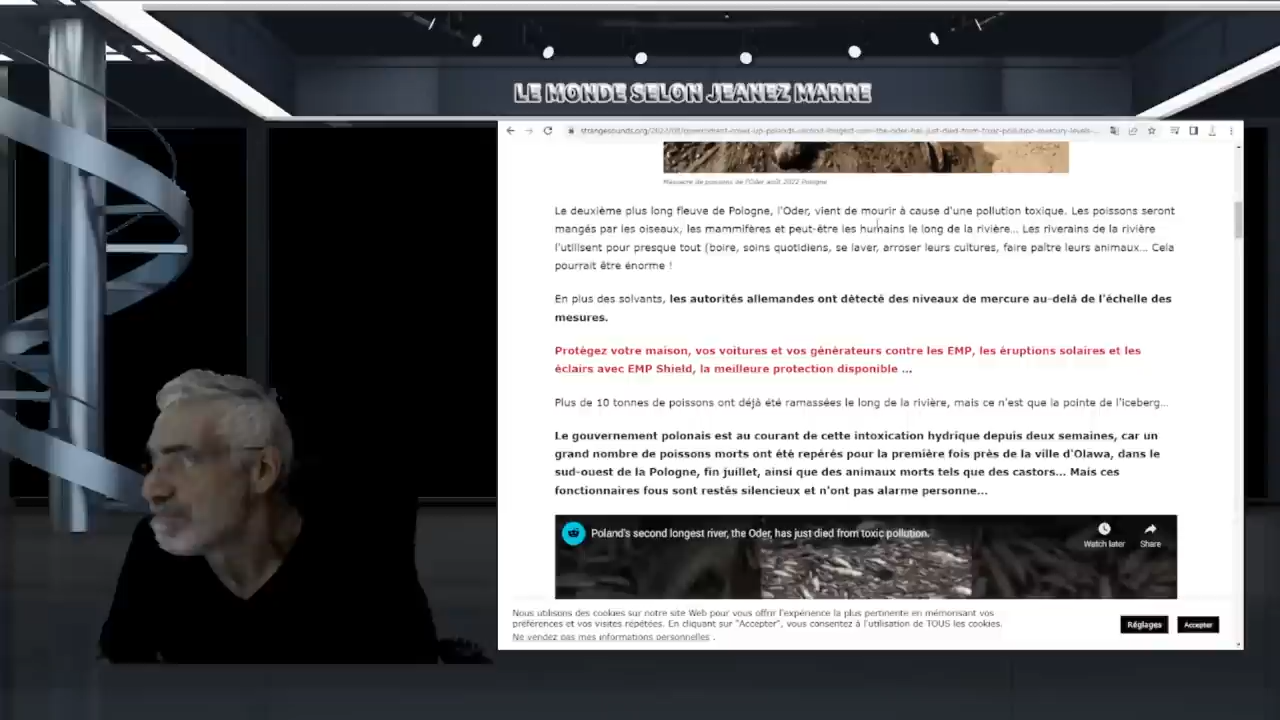 LE MONDE SELON JEANEZ MARRE
Massacre de poissons de l'Oder août 2022 Pologne
Le deuxième plus long fleuve de Pologne, l'Oder, vient de mourir à cause d'une pollution toxique. Les poissons seront
mangés par les oiseaux, les mammifères et peut-être les humains le long de la rivière... Les riverains de la rivière
l'utilisent pour presque tout (boire, soins quotidiens, se laver, arroser leurs cultures, faire paître leurs animaux... Cela
pourrait être énorme !
En plus des solvants, les autorités allemandes ont détecté des niveaux de mercure au-delà de l'échelle des
mesures.
Protégez votre maison, vos voitures et vos générateurs contre les EMP, les éruptions solaires et les
éclairs avec EMP Shield, la meilleure protection disponible ...
Plus de 10 tonnes de poissons ont déjà été ramassées le long de la rivière, mais ce n'est que la pointe de l'iceberg...
Le gouvernement polonais est au courant de cette intoxication hydrique depuis deux semaines, car un
grand nombre de poissons morts ont été repérés pour la première fois près de la ville d'Olawa, dans le
sud-ouest de la Pologne, fin juillet, ainsi que des animaux morts tels que des castors... Mais ces
fonctionnaires fous sont restés silencieux et n'ont pas alarme personne...
Poland's second longest river, the Oder, has just died from toxic pollution.
Watch later
Share
Nous utilisons des cookies sur notre site Web pour vous offrir l'expérience la plus pertinente en mémorisant vos
préférences et vos visites répétées. En cliquant sur "Accepter", vous consentez à l'utilisation de TOUS les cookies.
Ne vendez pas mes informations personnelles .
Réglages
Accepter